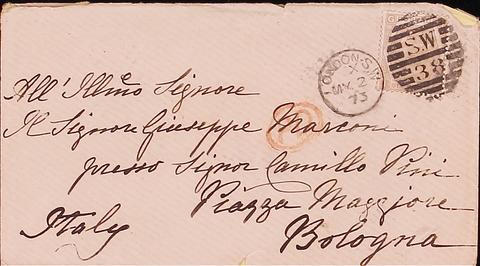 LONDON·S.W
X
MY 2
73
S.W
38
All' Illmo Signore
Il Signore Giuseppe Marconi
presso Signor Camillo Pini
Piazza Maggiore
Italy
Bologna